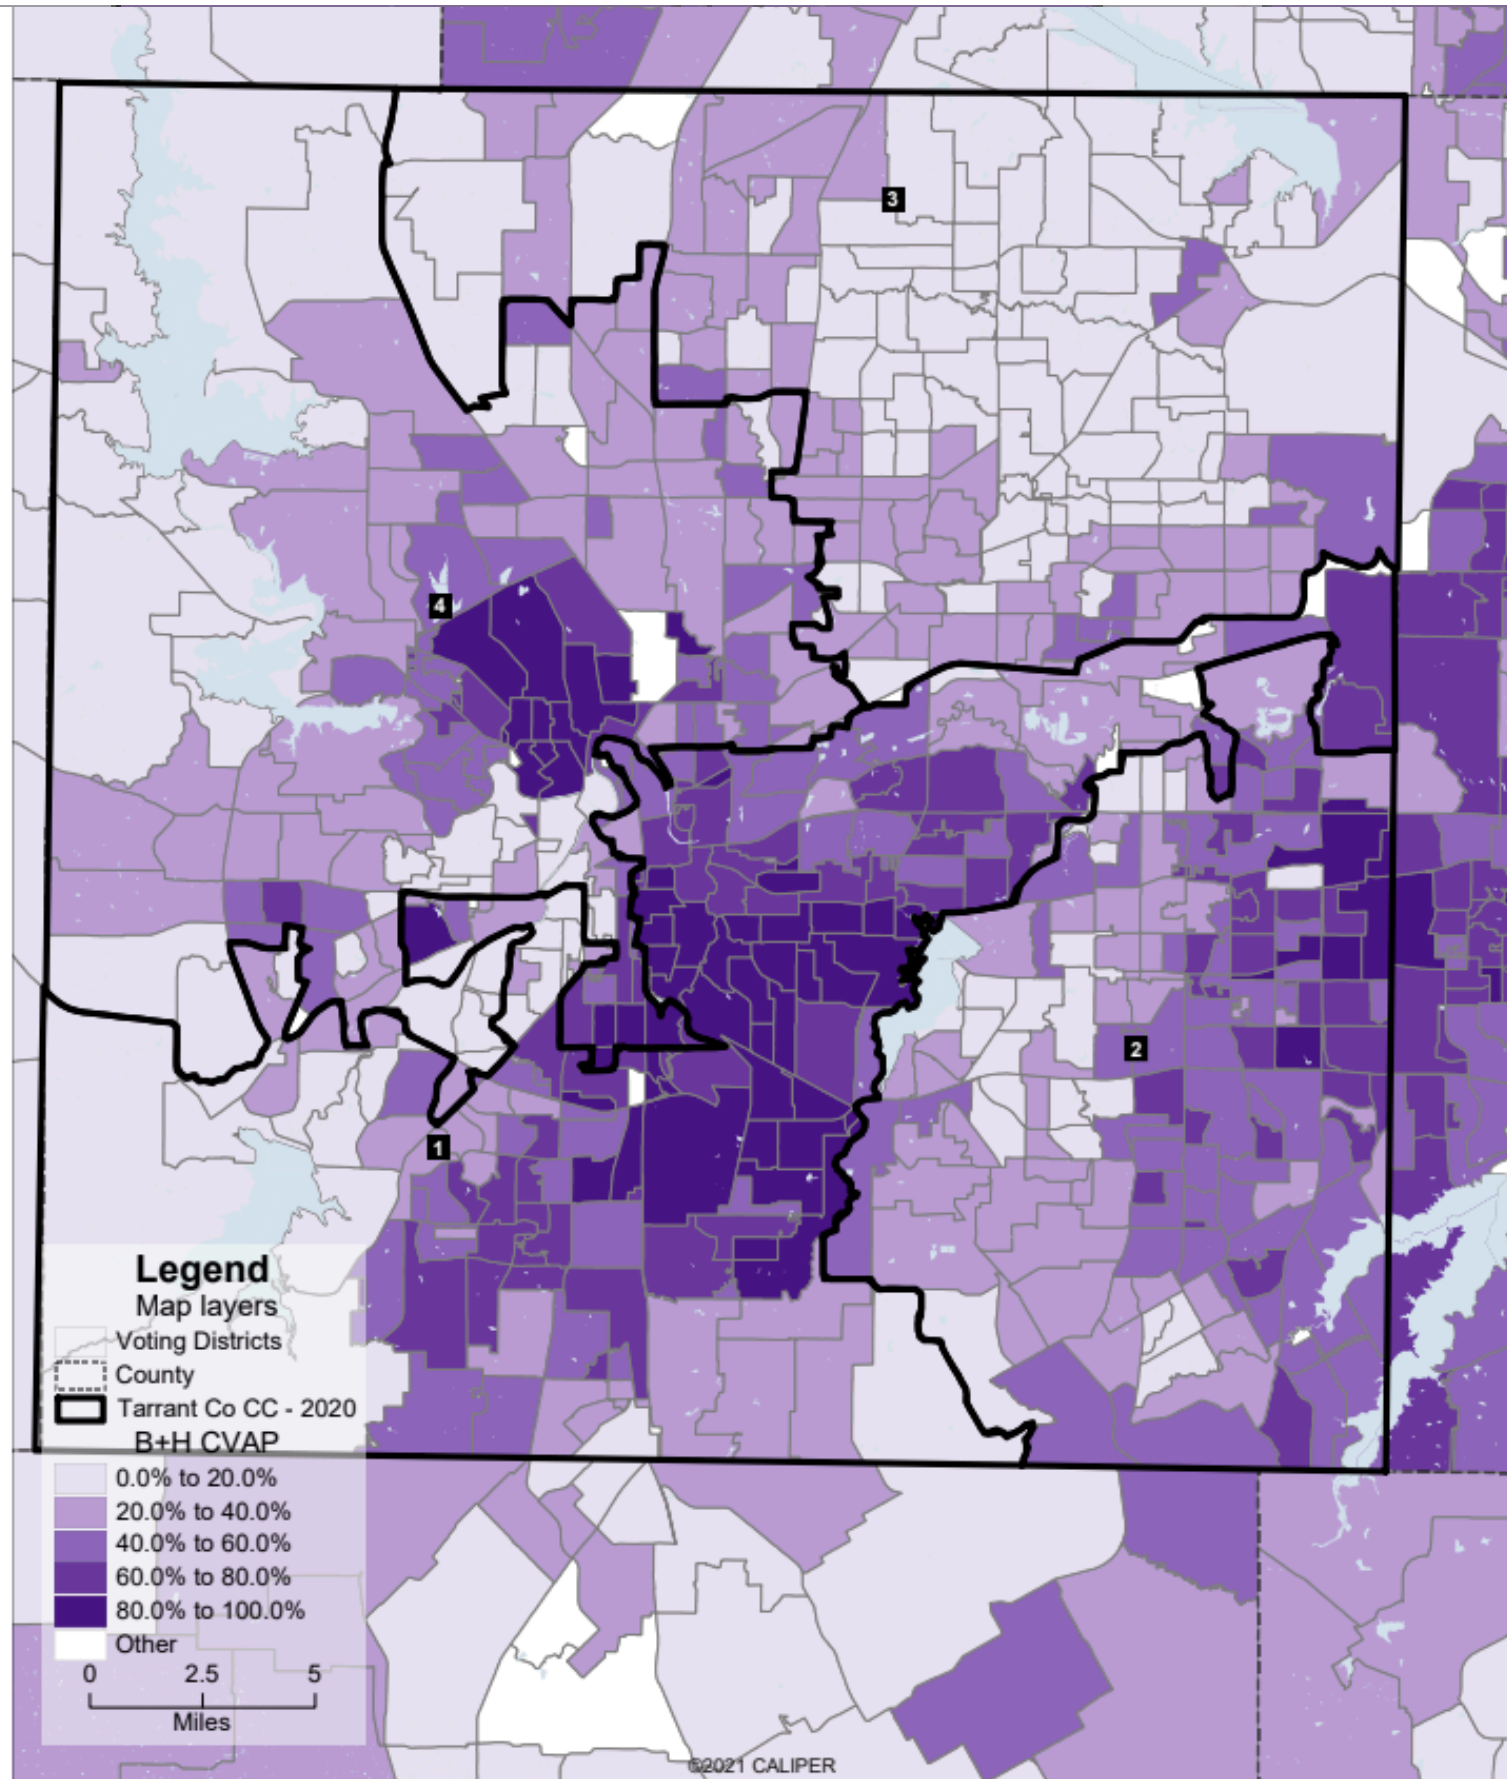 3
4
2
1
Legend
Map layers
Voting Districts
County
Tarrant Co CC - 2020
B+H CVAP
0.0% to 20.0%
20.0% to 40.0%
40.0% to 60.0%
60.0% to 80.0%
80.0% to 100.0%
Other
0 2.5 5
Miles
©2021 CALIPER